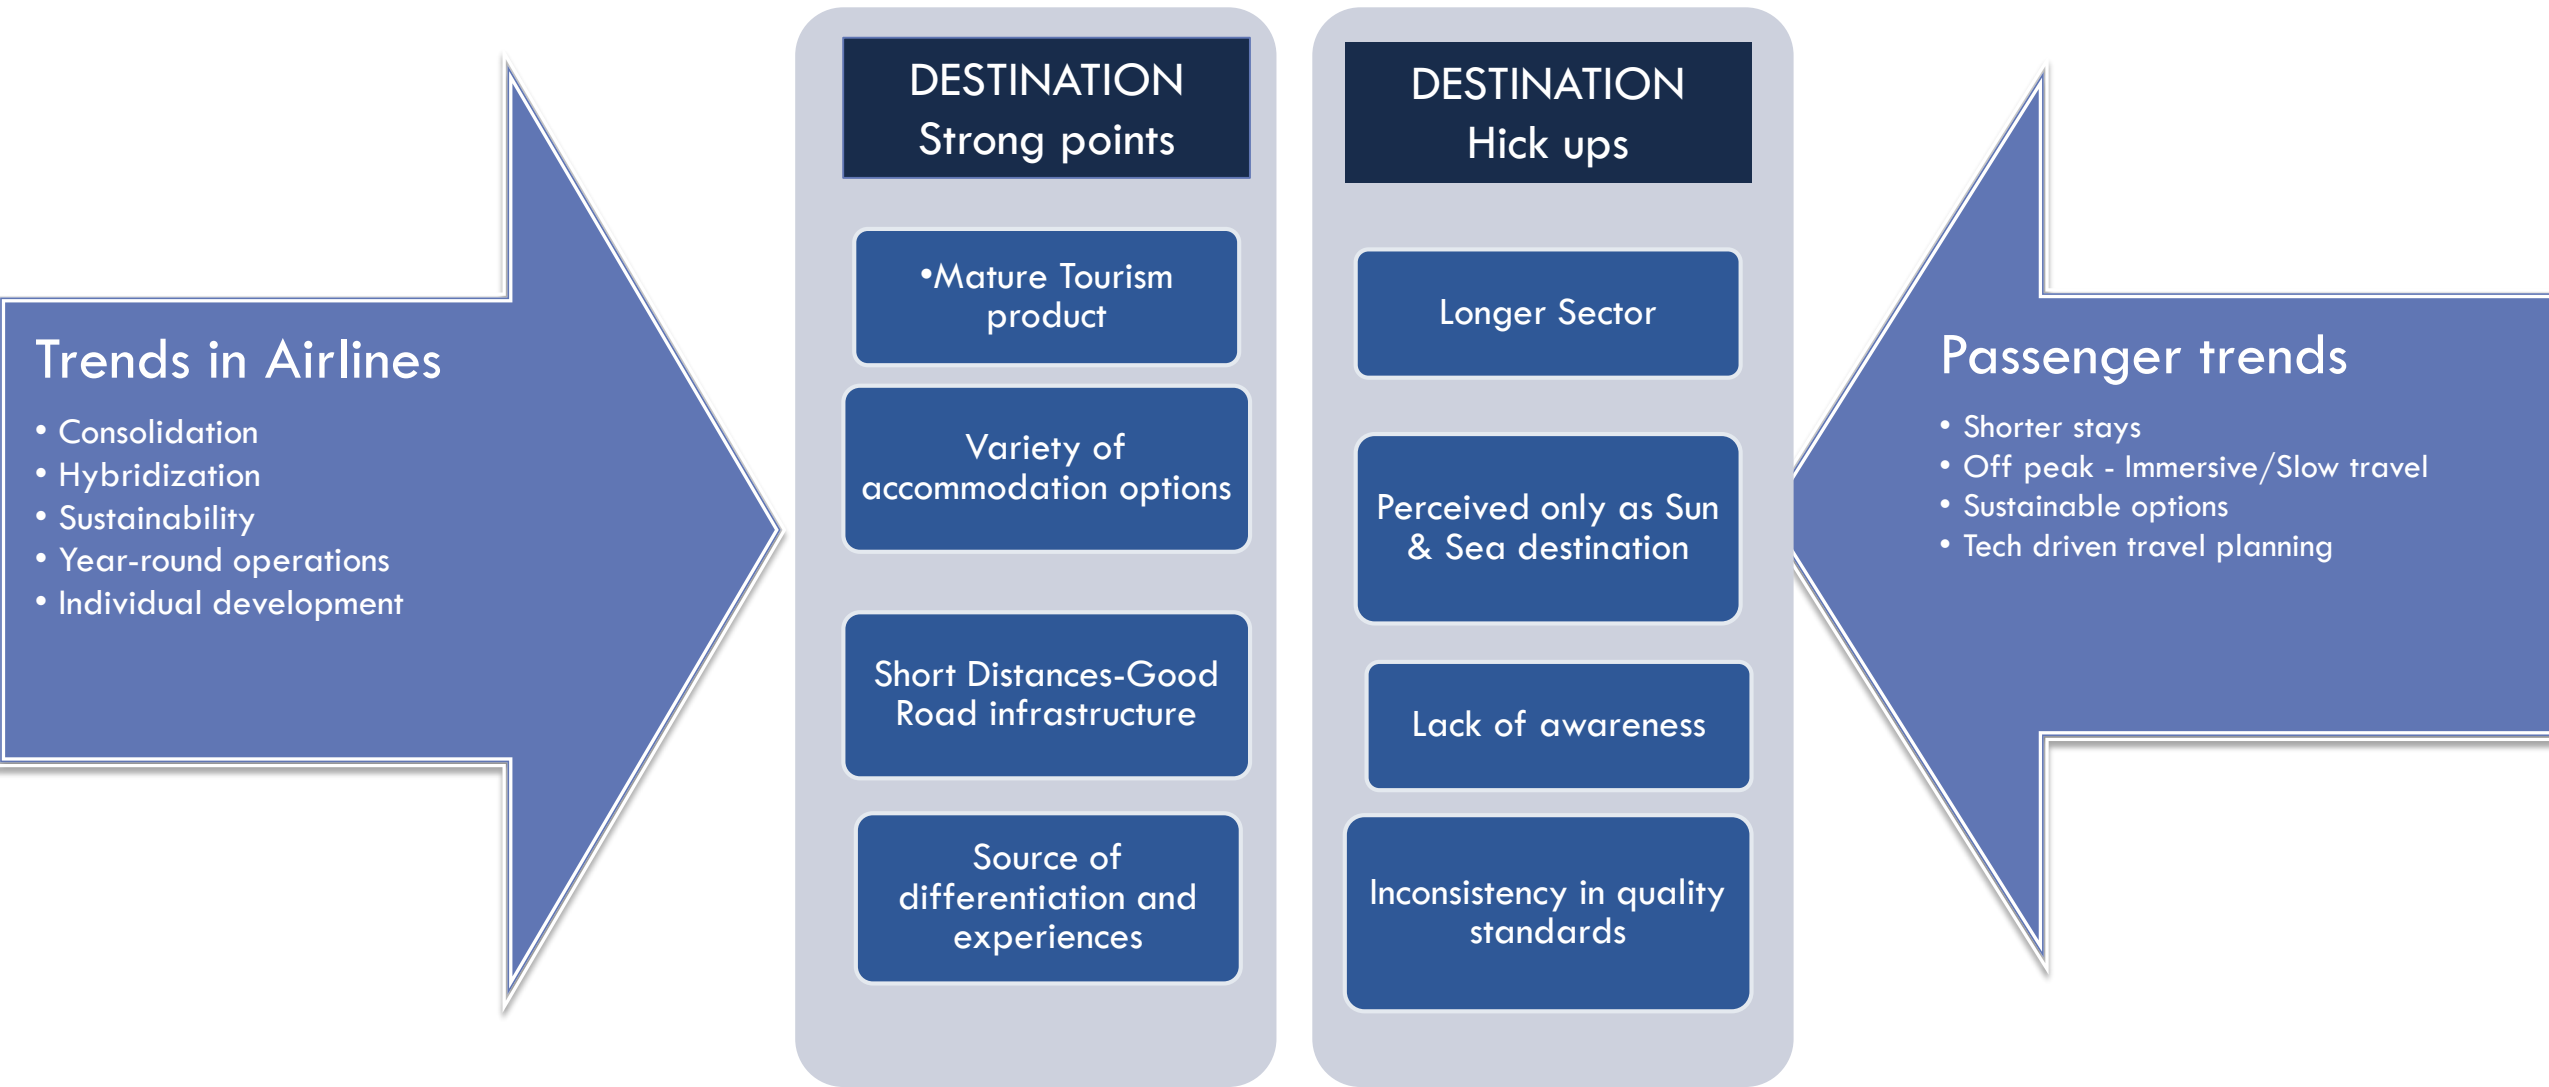 Trends in Airlines
• Consolidation
• Hybridization
• Sustainability
• Year-round operations
• Individual development
DESTINATION
Strong points
•Mature Tourism
product
Variety of
accommodation options
Short Distances-Good
Road infrastructure
Source of
differentiation and
experiences
DESTINATION
Hick ups
Longer Sector
Perceived only as Sun
& Sea destination
Lack of awareness
Inconsistency in quality
standards
Passenger trends
• Shorter stays
• Off peak - Immersive/Slow travel
• Sustainable options
• Tech driven travel planning